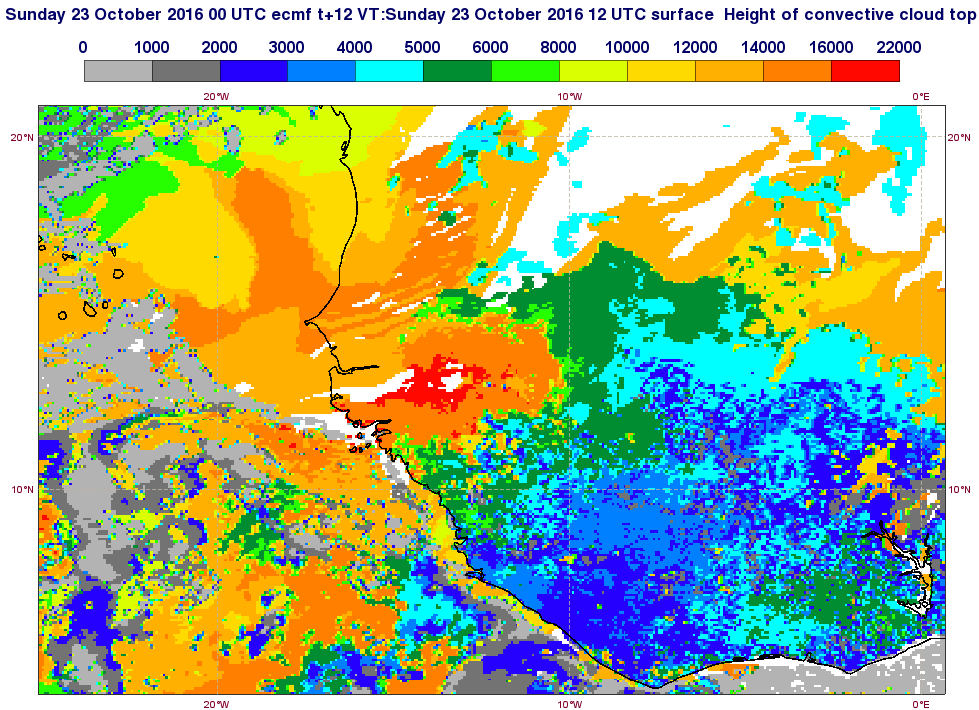 Sunday 23 October 2016 00 UTC ecmf t+12 VT:Sunday 23 October 2016 12 UTC surface  Height of convective cloud top
0 1000 2000 3000 4000 5000 6000 8000 10000 12000 14000 16000 22000
20°W 10°W 0°E
20°N 20°N
10°N 10°N
20°W 10°W 0°E